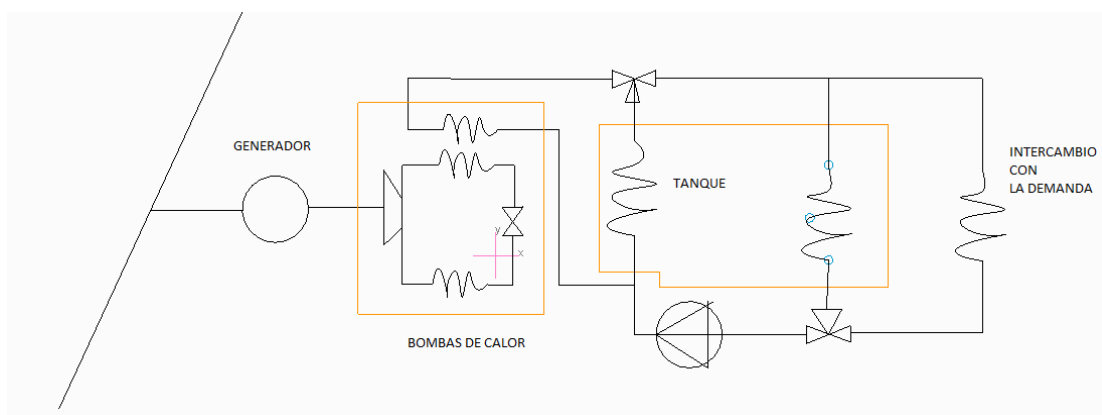 GENERADOR
TANQUE
INTERCAMBIO
CON
LA DEMANDA
y
x
BOMBAS DE CALOR